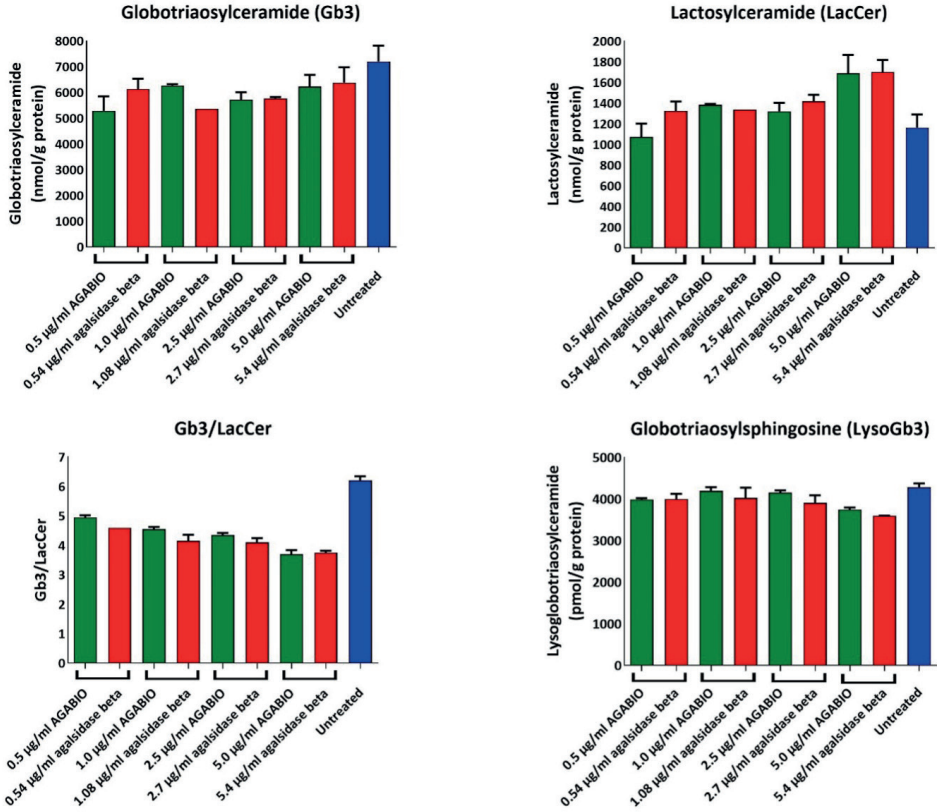 Globotriaosylceramide (Gb3)
Globotriaosylceramide
(nmol/g protein)
8000
7000
6000
5000
4000
3000
2000
1000
0
0.5 µg/ml AGABIO
0.54 µg/ml agalsidase beta
1.0 µg/ml AGABIO
1.08 µg/ml agalsidase beta
2.5 µg/ml AGABIO
2.7 µg/ml agalsidase beta
5.0 µg/ml AGABIO
5.4 µg/ml agalsidase beta
Untreated
Lactosylceramide (LacCer)
Lactosylceramide
(nmol/g protein)
2000
1800
1600
1400
1200
1000
800
600
400
200
0
0.5 µg/ml AGABIO
0.54 µg/ml agalsidase beta
1.0 µg/ml AGABIO
1.08 µg/ml agalsidase beta
2.5 µg/ml AGABIO
2.7 µg/ml agalsidase beta
5.0 µg/ml AGABIO
5.4 µg/ml agalsidase beta
Untreated
Gb3/LacCer
Gb3/LacCer
7
6
5
4
3
2
1
0
0.5 µg/ml AGABIO
0.54 µg/ml agalsidase beta
1.0 µg/ml AGABIO
1.08 µg/ml agalsidase beta
2.5 µg/ml AGABIO
2.7 µg/ml agalsidase beta
5.0 µg/ml AGABIO
5.4 µg/ml agalsidase beta
Untreated
Globotriaosylsphingosine (LysoGb3)
Lysoglobotriaosylceramide
(pmol/g protein)
5000
4000
3000
2000
1000
0
0.5 µg/ml AGABIO
0.54 µg/ml agalsidase beta
1.0 µg/ml AGABIO
1.08 µg/ml agalsidase beta
2.5 µg/ml AGABIO
2.7 µg/ml agalsidase beta
5.0 µg/ml AGABIO
5.4 µg/ml agalsidase beta
Untreated